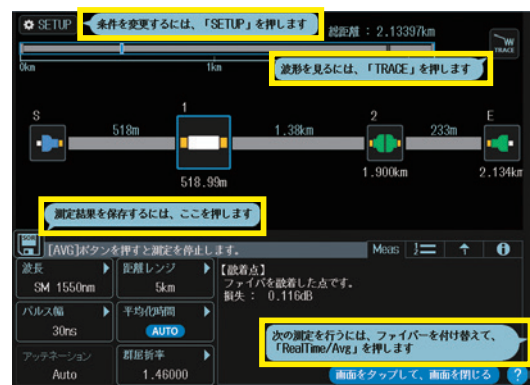 SETUP
条件を変更するには、「SETUP」を押します
総距離 : 2.13397km
TRACE
0km
1km
波形を見るには、「TRACE」を押します
S
1
2
E
518m
1.38km
233m
518.99m
1.900km
2.134km
測定結果を保存するには、ここを押します
SOR
[AVG]ボタンを押すと測定を停止します。
Meas
波長
SM 1550nm
距離レンジ
5km
【融着点】
ファイバを融着した点です。
損失 : 0.116dB
パルス幅
30ns
平均化時間
AUTO
次の測定を行うには、ファイバーを付け替えて、
「RealTime/Avg」を押します
アッテネーション
Auto
群屈折率
1.46000
画面をタップして、画面を閉じる
?